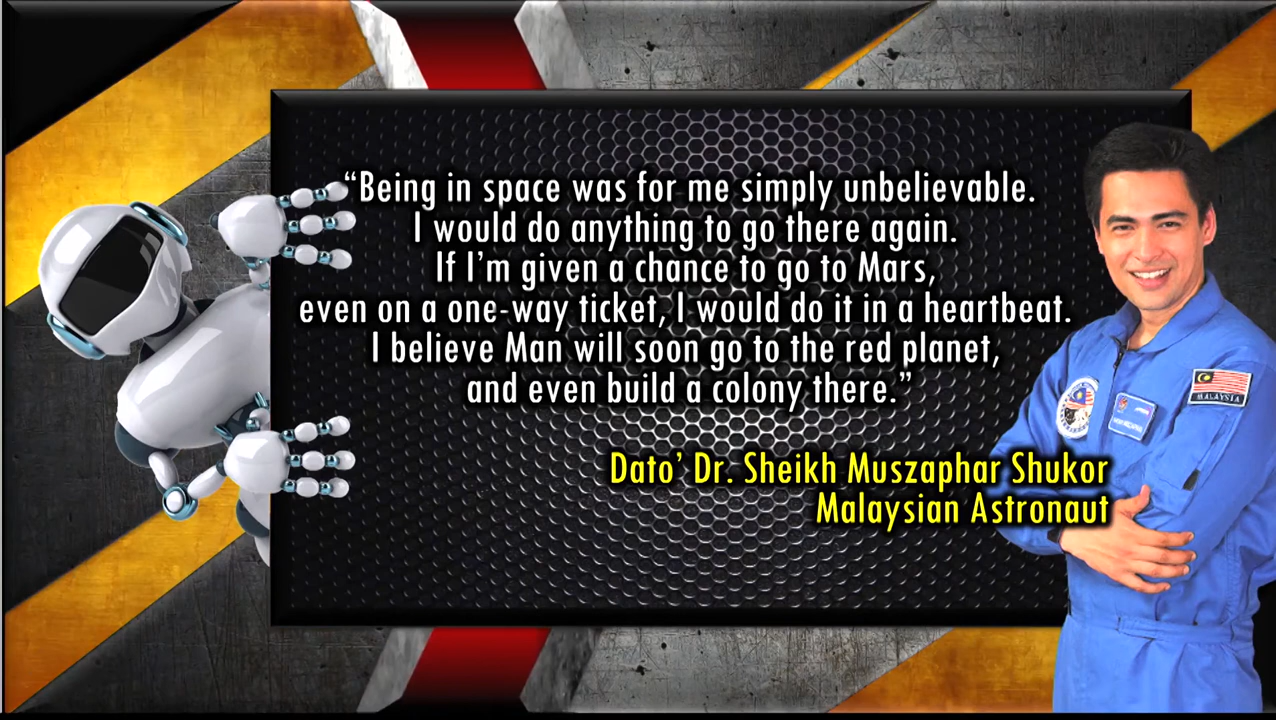 “Being in space was for me simply unbelievable.
I would do anything to go there again.
If I’m given a chance to go to Mars,
even on a one-way ticket, I would do it in a heartbeat.
I believe Man will soon go to the red planet,
and even build a colony there.”
Dato’ Dr. Sheikh Muszaphar Shukor
Malaysian Astronaut
MALAYSIA